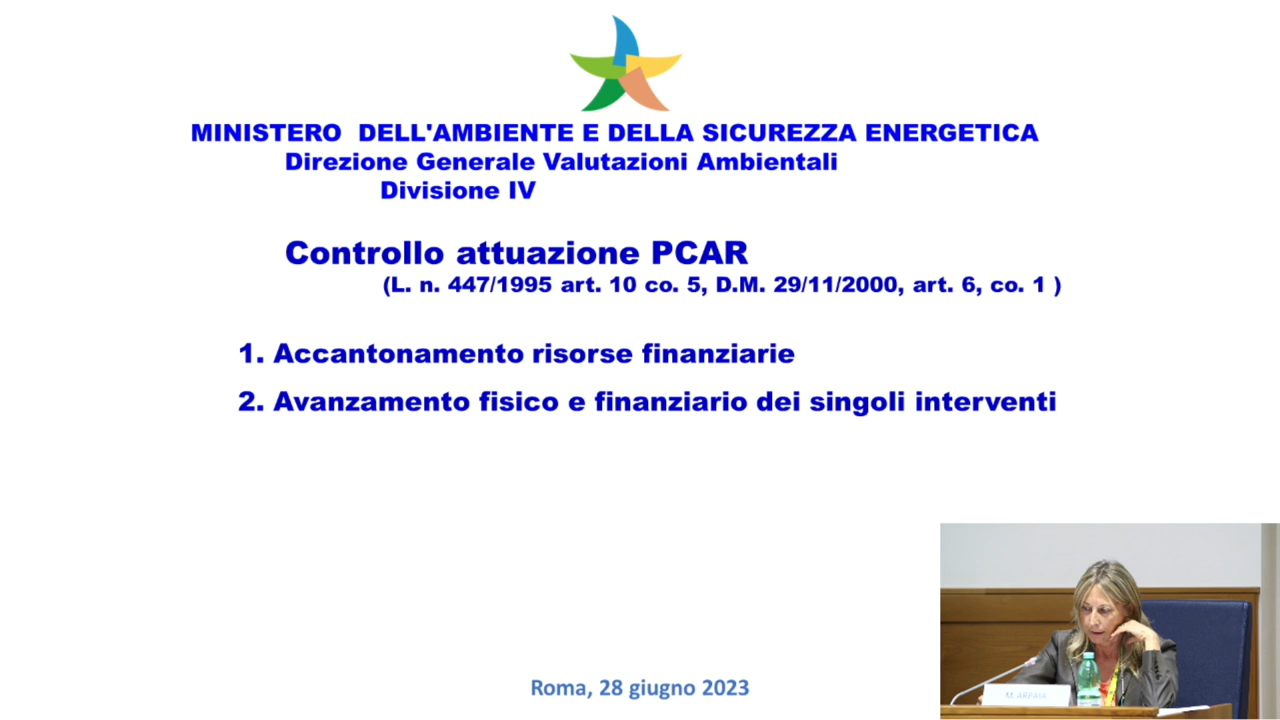 MINISTERO DELL'AMBIENTE E DELLA SICUREZZA ENERGETICA
Direzione Generale Valutazioni Ambientali
Divisione IV
Controllo attuazione PCAR
(L. n. 447/1995 art. 10 co. 5, D.M. 29/11/2000, art. 6, co. 1 )
1. Accantonamento risorse finanziarie
2. Avanzamento fisico e finanziario dei singoli interventi
M. ARPAIA
Roma, 28 giugno 2023